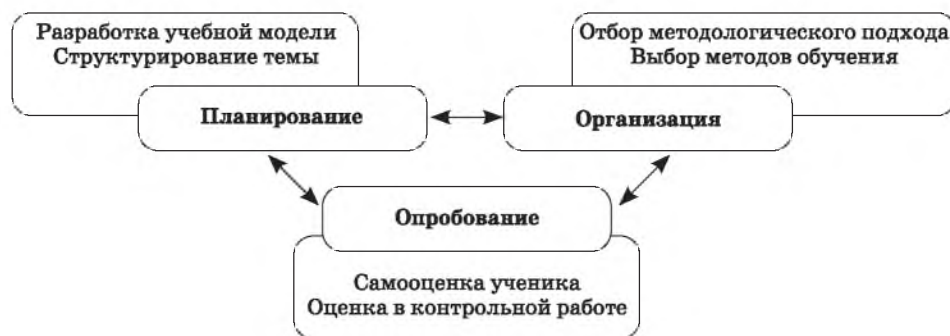 Разработка учебной модели
Структурирование темы
Планирование
Отбор методологического подхода
Выбор методов обучения
Организация
Опробование
Самооценка ученика
Оценка в контрольной работе